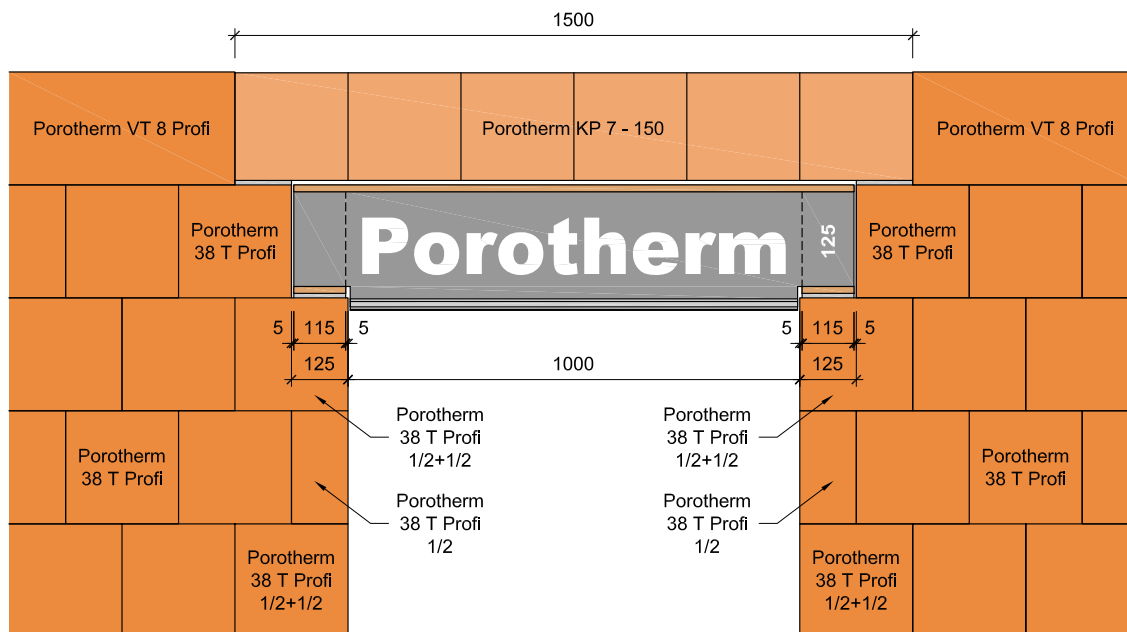 1500
Porotherm VT 8 Profi
Porotherm KP 7 - 150
Porotherm VT 8 Profi
Porotherm
38 T Profi
Porotherm
125
Porotherm
38 T Profi
5
115
5
5
115
5
125
1000
125
Porotherm
38 T Profi
1/2+1/2
Porotherm
38 T Profi
1/2+1/2
Porotherm
38 T Profi
Porotherm
38 T Profi
1/2
Porotherm
38 T Profi
1/2
Porotherm
38 T Profi
Porotherm
38 T Profi
1/2+1/2
Porotherm
38 T Profi
1/2+1/2